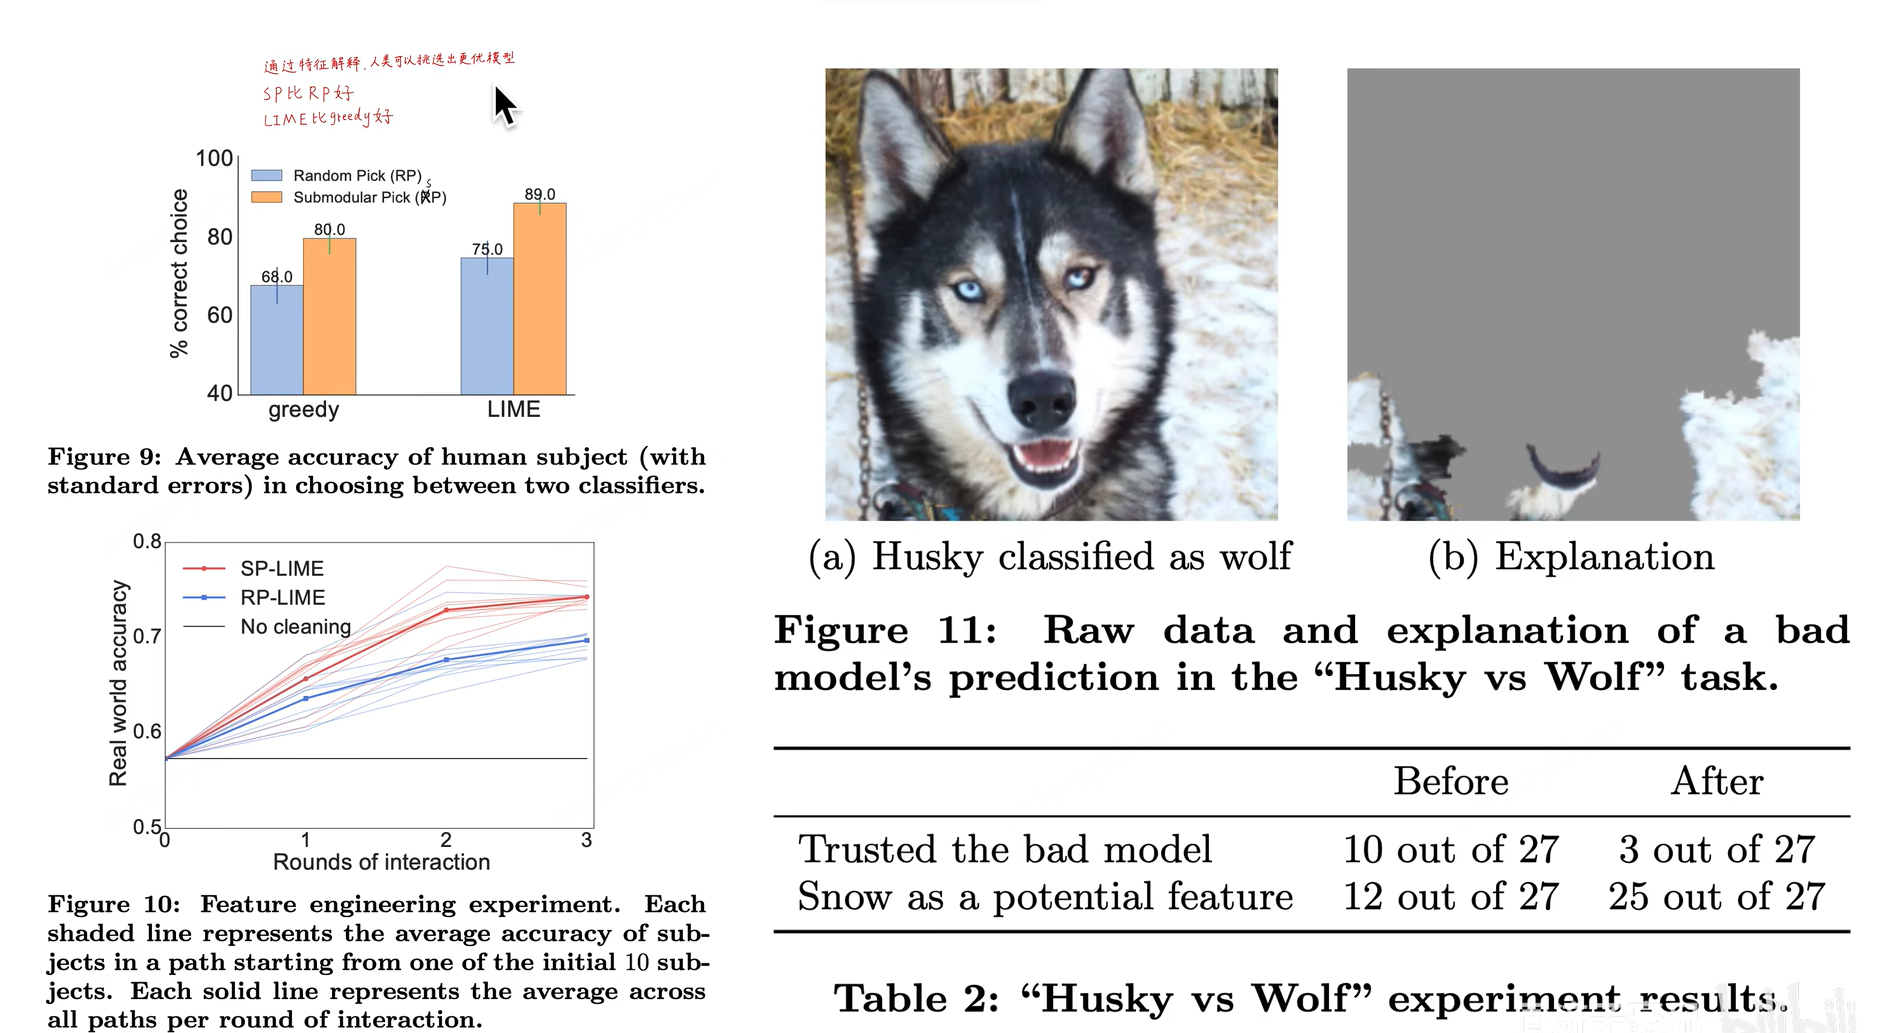 通过特征解释,人类可以挑选出更优模型
SP比RP好
LIME比greedy好
100
80
60
40
% correct choice
Random Pick (RP)
S
Submodular Pick (RP)
68.0
80.0
75.0
89.0
greedy
LIME
Figure 9: Average accuracy of human subject (with
standard errors) in choosing between two classifiers.
0.8
0.7
0.6
0.5
Real world accuracy
SP-LIME
RP-LIME
No cleaning
0
1
2
3
Rounds of interaction
Figure 10: Feature engineering experiment. Each
shaded line represents the average accuracy of sub-
jects in a path starting from one of the initial 10 sub-
jects. Each solid line represents the average across
all paths per round of interaction.
(a) Husky classified as wolf
(b) Explanation
Figure 11: Raw data and explanation of a bad
model's prediction in the “Husky vs Wolf” task.
Before After
Trusted the bad model 10 out of 27 3 out of 27
Snow as a potential feature 12 out of 27 25 out of 27
Table 2: “Husky vs Wolf” experiment results.
bilibili